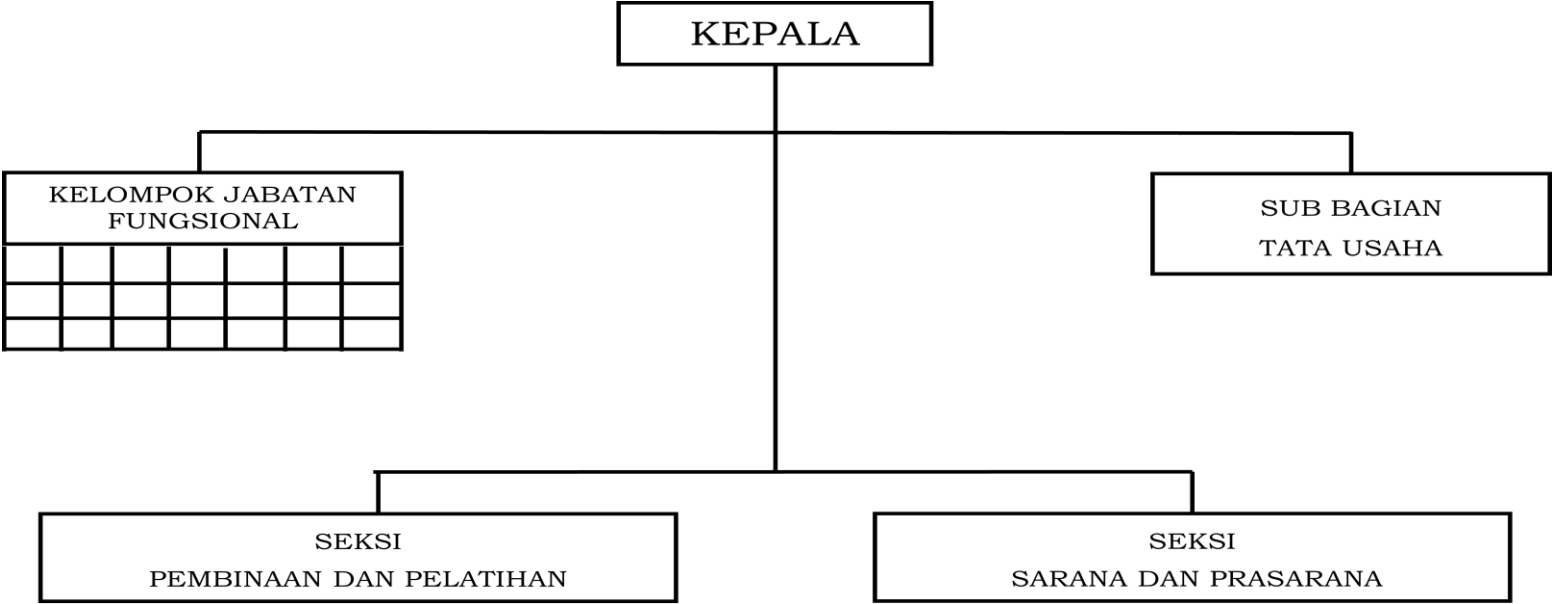 KEPALA
KELOMPOK JABATAN
FUNGSIONAL
SUB BAGIAN
TATA USAHA
SEKSI
PEMBINAAN DAN PELATIHAN
SEKSI
SARANA DAN PRASARANA